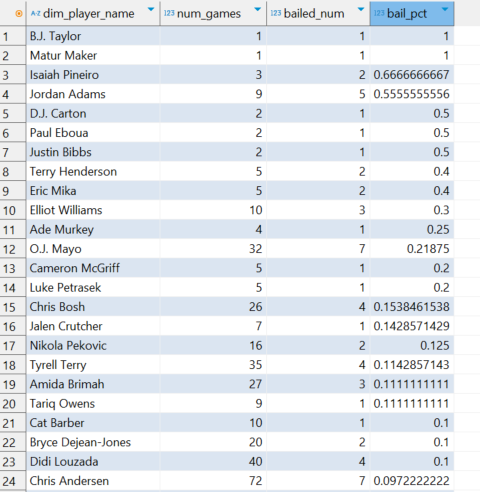 A-Z dim_player_name 123 num_games 123 bailed_num 123 bail_pct
1 B.J. Taylor 1 1 1
2 Matur Maker 1 1 1
3 Isaiah Pineiro 3 2 0.6666666667
4 Jordan Adams 9 5 0.5555555556
5 D.J. Carton 2 1 0.5
6 Paul Eboua 2 1 0.5
7 Justin Bibbs 2 1 0.5
8 Terry Henderson 5 2 0.4
9 Eric Mika 5 2 0.4
10 Elliot Williams 10 3 0.3
11 Ade Murkey 4 1 0.25
12 O.J. Mayo 32 7 0.21875
13 Cameron McGriff 5 1 0.2
14 Luke Petrasek 5 1 0.2
15 Chris Bosh 26 4 0.1538461538
16 Jalen Crutcher 7 1 0.1428571429
17 Nikola Pekovic 16 2 0.125
18 Tyrell Terry 35 4 0.1142857143
19 Amida Brimah 27 3 0.1111111111
20 Tariq Owens 9 1 0.1111111111
21 Cat Barber 10 1 0.1
22 Bryce Dejean-Jones 20 2 0.1
23 Didi Louzada 40 4 0.1
24 Chris Andersen 72 7 0.0972222222